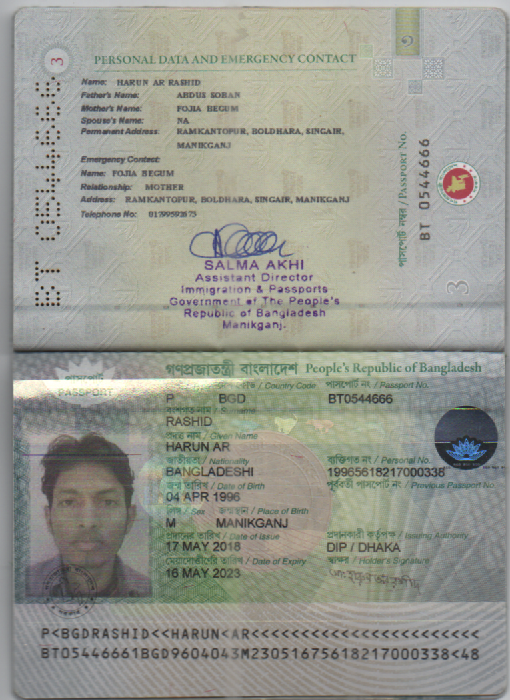 3
PERSONAL DATA AND EMERGENCY CONTACT
Name: HARUN AR RASHID
Father's Name: ABDUL SOBAN
Mother's Name: FOJIA BEGUM
Spouse's Name: NA
Permanent Address: RAMKANTOPUR, BOLDHARA, SINGAIR,
MANIKGANJ
Emergency Contact:
Name: FOJIA BEGUM
Relationship: MOTHER
Address: RAMKANTOPUR, BOLDHARA, SINGAIR, MANIKGANJ
Telephone No: 01799591675
SALMA AKHI
Assistant Director
Immigration & Passports
Government of The People's
Republic of Bangladesh
Manikganj.
BT 0544666
পাসপোর্ট নম্বর / PASSPORT No.
BT 0544666
3
গণপ্রজাতন্ত্রী বাংলাদেশ People's Republic of Bangladesh
পাসপোর্ট
PASSPORT
/ Country Code পাসপোর্ট নং / Passport No.
P BGD BT0544666
বংশগত নাম / Surname
RASHID
প্রদত্ত নাম / Given Name
HARUN AR
জাতীয়তা / Nationality ব্যক্তিগত নং / Personal No.
BANGLADESHI 19965618217000338
জন্ম তারিখ / Date of Birth পূর্ববর্তী পাসপোর্ট নং / Previous Passport No.
04 APR 1996
লিঙ্গ / Sex জন্মস্থান / Place of Birth
M MANIKGANJ
প্রদানের তারিখ / Date of Issue প্রদানকারী কর্তৃপক্ষ / Issuing Authority
17 MAY 2018 DIP / DHAKA
মেয়াদোত্তীর্ণের তারিখ / Date of Expiry স্বাক্ষর / Holder's Signature
16 MAY 2023
P<BGDRASHID<<HARUN<AR<<<<<<<<<<<<<<<<<<<<<<<
BT05446661BGD9604043M23051675618217000338<48